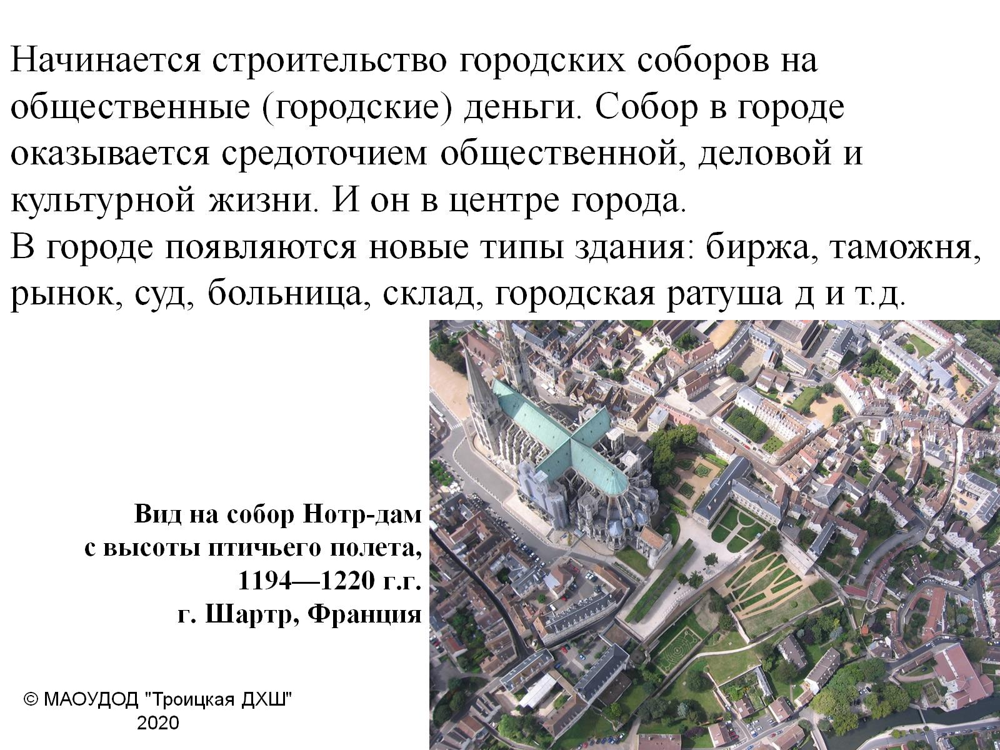 Начинается строительство городских соборов на
общественные (городские) деньги. Собор в городе
оказывается средоточием общественной, деловой и
культурной жизни. И он в центре города.
В городе появляются новые типы здания: биржа, таможня,
рынок, суд, больница, склад, городская ратуша д и т.д.
Вид на собор Нотр-дам
с высоты птичьего полета,
1194—1220 г.г.
г. Шартр, Франция
© МАОУДОД "Троицкая ДХШ"
2020